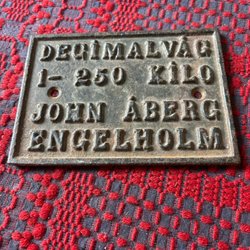 DECIMALVÅG
1- 250 KILO
JOHN ÅBERG
ENGELHOLM